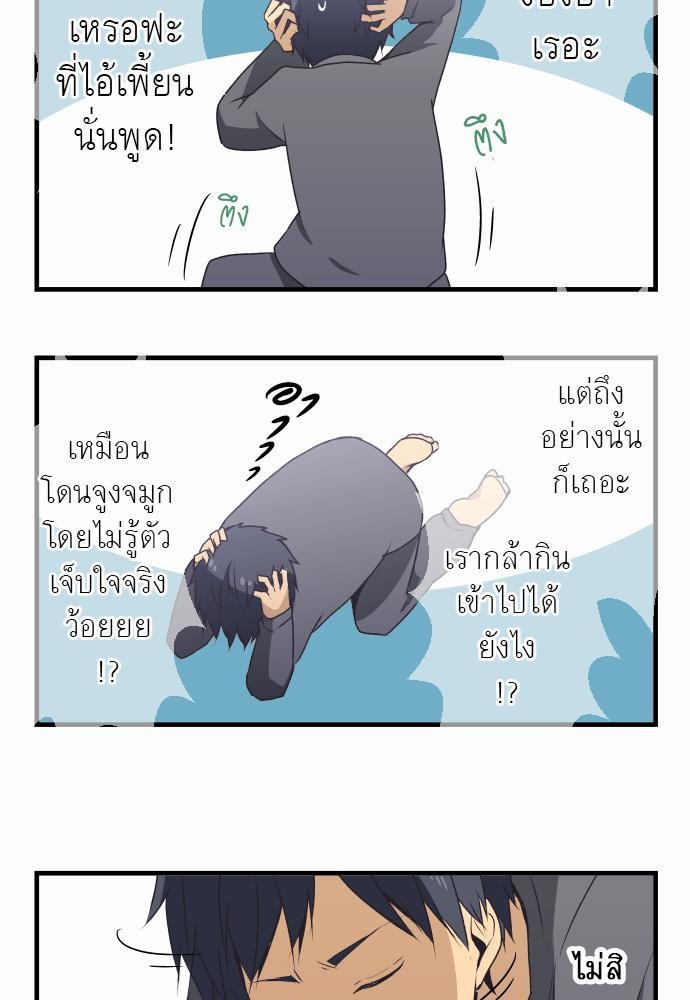 เหรอฟะ
ที่ไอ้เพี้ยน
นั่นพูด!
เรอะ
ตึง
ตึง
แต่ถึง
อย่างนั้น
ก็เถอะ
เหมือน
โดนจูงจมูก
โดยไม่รู้ตัว
เจ็บใจจริง
ว้อยยย
!?
เรากล้ากิน
เข้าไปได้
ยังไง
!?
ไม่สิ